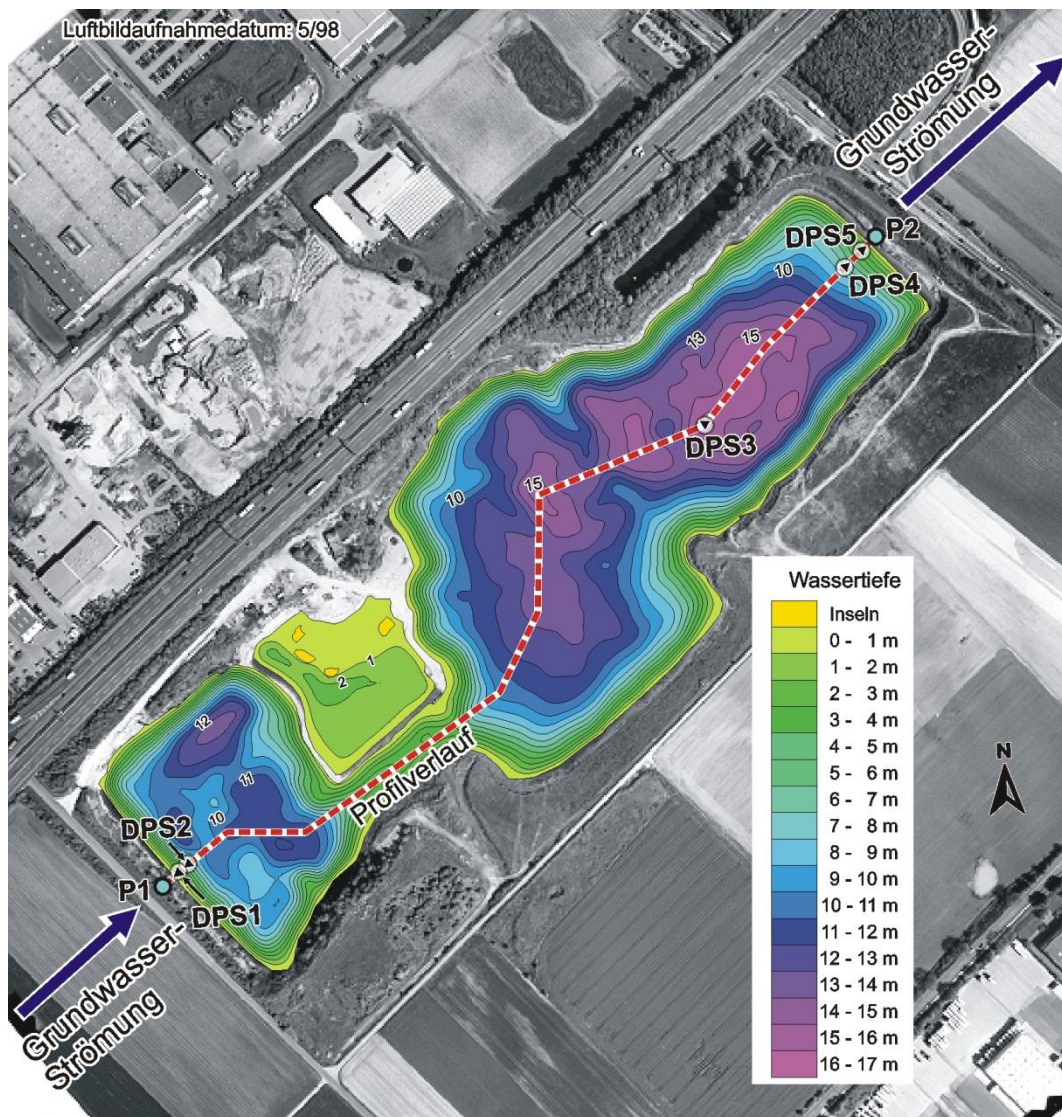 Luftbildaufnahmedatum: 5/98
Grundwasser-
Strömung
DPS5
P2
DPS4
10
13
15
DPS3
15
10
Wassertiefe
Inseln
0 - 1 m
1 - 2 m
2 - 3 m
3 - 4 m
4 - 5 m
5 - 6 m
6 - 7 m
7 - 8 m
8 - 9 m
9 - 10 m
10 - 11 m
11 - 12 m
12 - 13 m
13 - 14 m
14 - 15 m
15 - 16 m
16 - 17 m
1
2
12
11
10
Profilverlauf
N
DPS2
P1
DPS1
Grundwasser-
Strömung